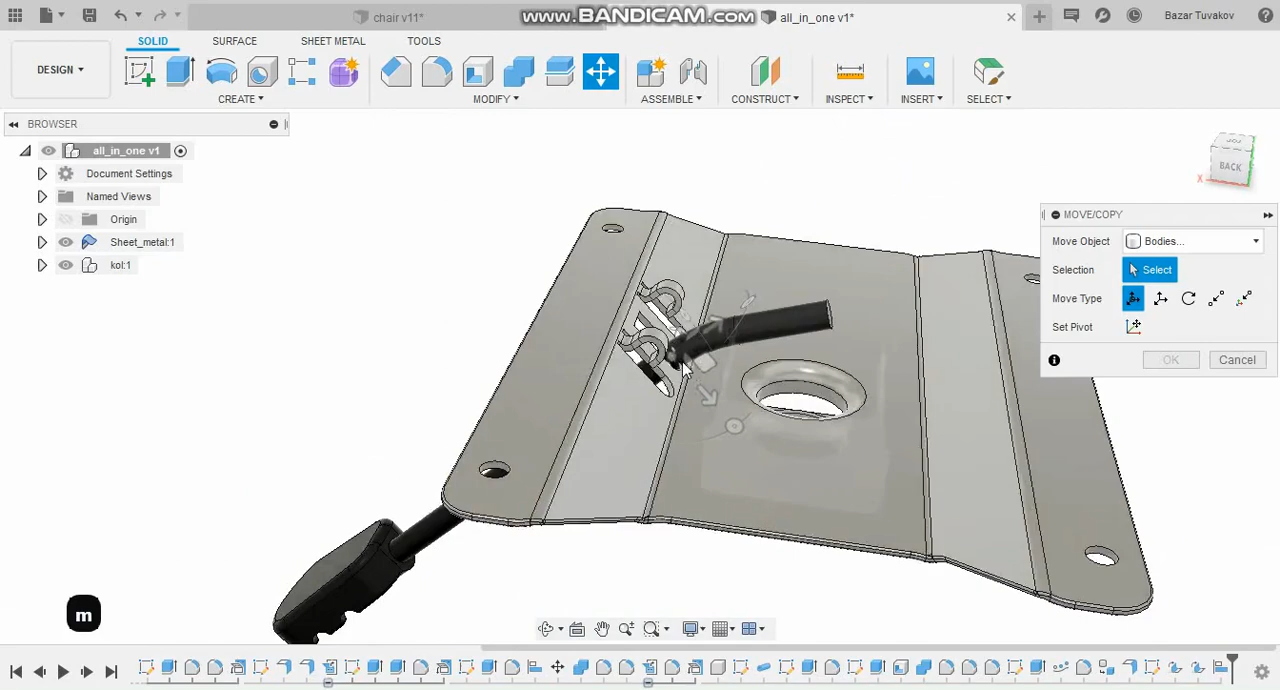 chair v11*
www.BANDICAM.com
all_in_one v1*
Bazar Tuvakov
SOLID
SURFACE
SHEET METAL
TOOLS
DESIGN
CREATE
MODIFY
ASSEMBLE
CONSTRUCT
INSPECT
INSERT
SELECT
BROWSER
all_in_one v1
Document Settings
Named Views
Origin
Sheet_metal:1
kol:1
TOP
BACK
X
MOVE/COPY
Move Object
Bodies...
Selection
Select
Move Type
Set Pivot
OK
Cancel
m